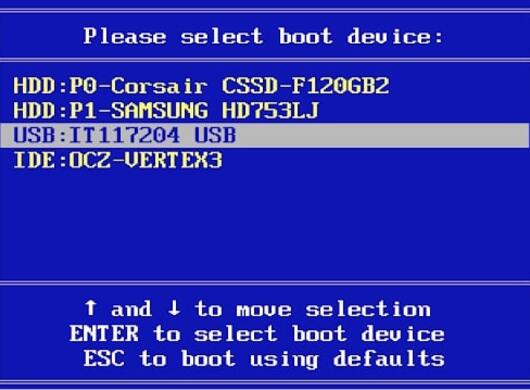 Please select boot device:
HDD:P0-Corsair CSSD-F120GB2
HDD:P1-SAMSUNG HD753LJ
USB:IT117204 USB
IDE:OCZ-VERTEX3
↑ and ↓ to move selection
ENTER to select boot device
ESC to boot using defaults